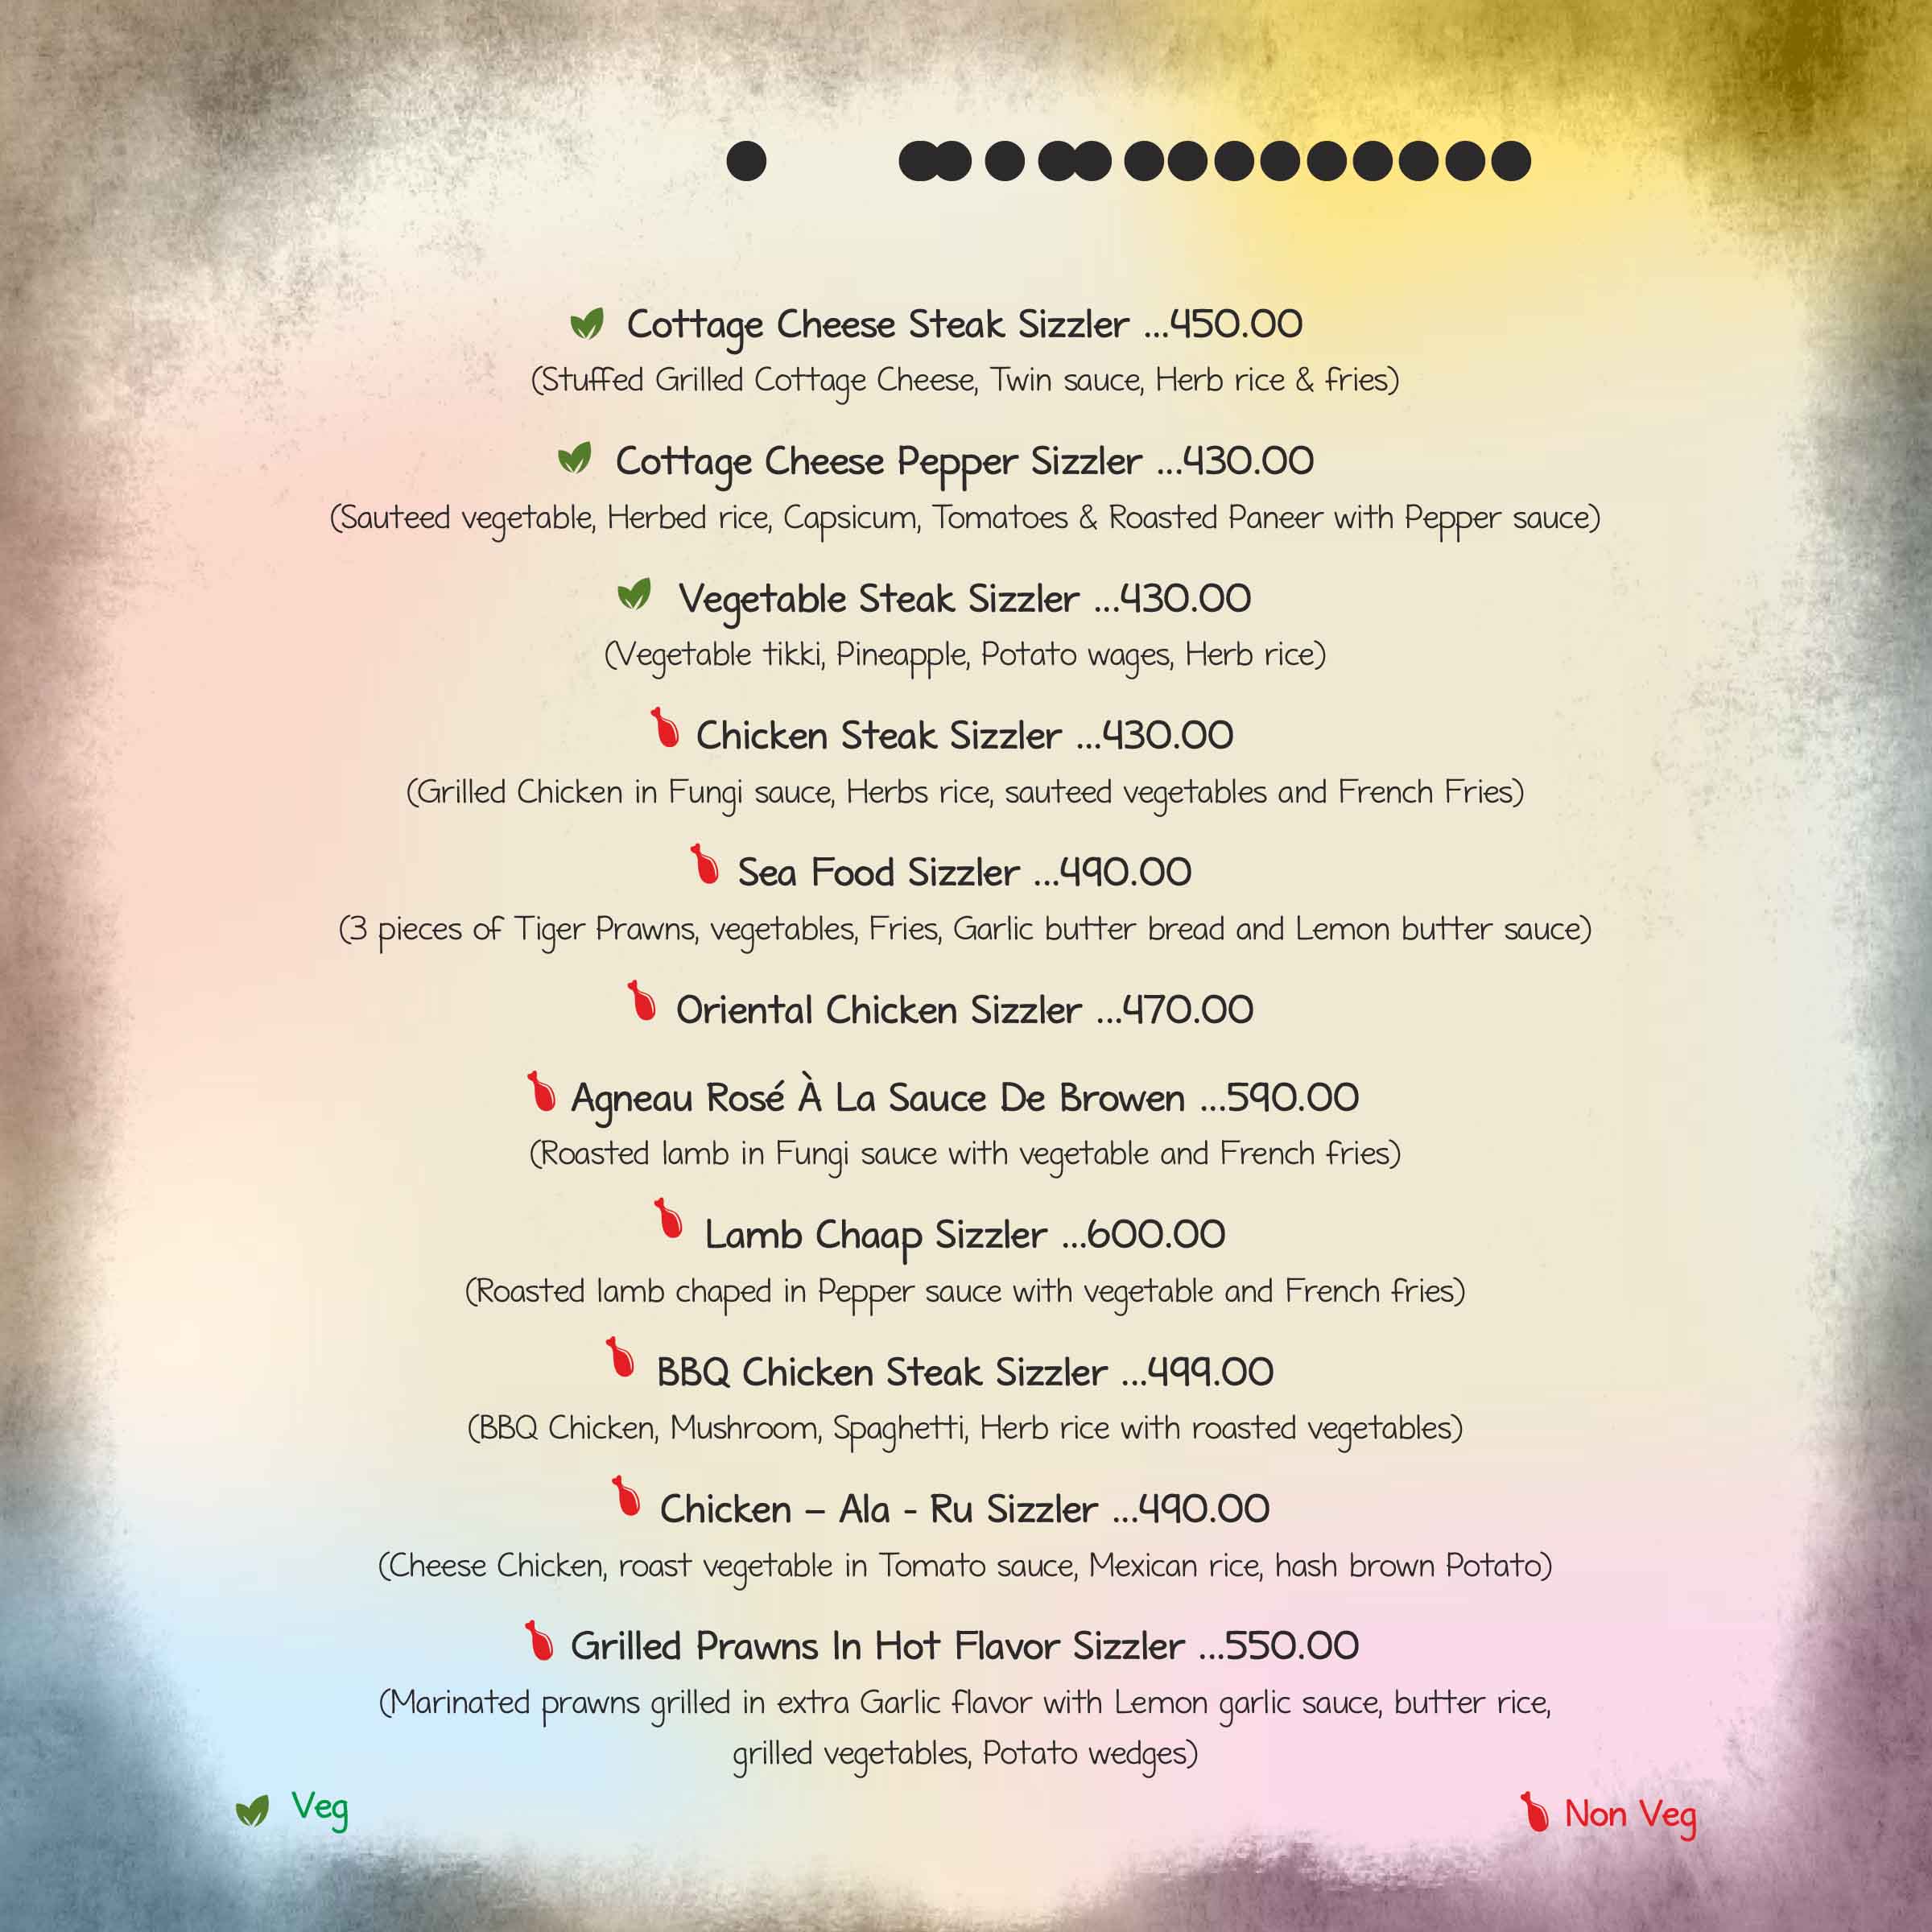 Cottage Cheese Steak Sizzler ...450.00
(Stuffed Grilled Cottage Cheese, Twin sauce, Herb rice & fries)
Cottage Cheese Pepper Sizzler ...430.00
(Sauteed vegetable, Herbed rice, Capsicum, Tomatoes & Roasted Paneer with Pepper sauce)
Vegetable Steak Sizzler ...430.00
(Vegetable tikki, Pineapple, Potato wages, Herb rice)
Chicken Steak Sizzler ...430.00
(Grilled Chicken in Fungi sauce, Herbs rice, sauteed vegetables and French Fries)
Sea Food Sizzler ...490.00
(3 pieces of Tiger Prawns, vegetables, Fries, Garlic butter bread and Lemon butter sauce)
Oriental Chicken Sizzler ...470.00
Agneau Rosé À La Sauce De Browen ...590.00
(Roasted lamb in Fungi sauce with vegetable and French fries)
Lamb Chaap Sizzler ...600.00
(Roasted lamb chaped in Pepper sauce with vegetable and French fries)
BBQ Chicken Steak Sizzler ...499.00
(BBQ Chicken, Mushroom, Spaghetti, Herb rice with roasted vegetables)
Chicken – Ala - Ru Sizzler ...490.00
(Cheese Chicken, roast vegetable in Tomato sauce, Mexican rice, hash brown Potato)
Grilled Prawns In Hot Flavor Sizzler ...550.00
(Marinated prawns grilled in extra Garlic flavor with Lemon garlic sauce, butter rice,
grilled vegetables, Potato wedges)
Veg
Non Veg